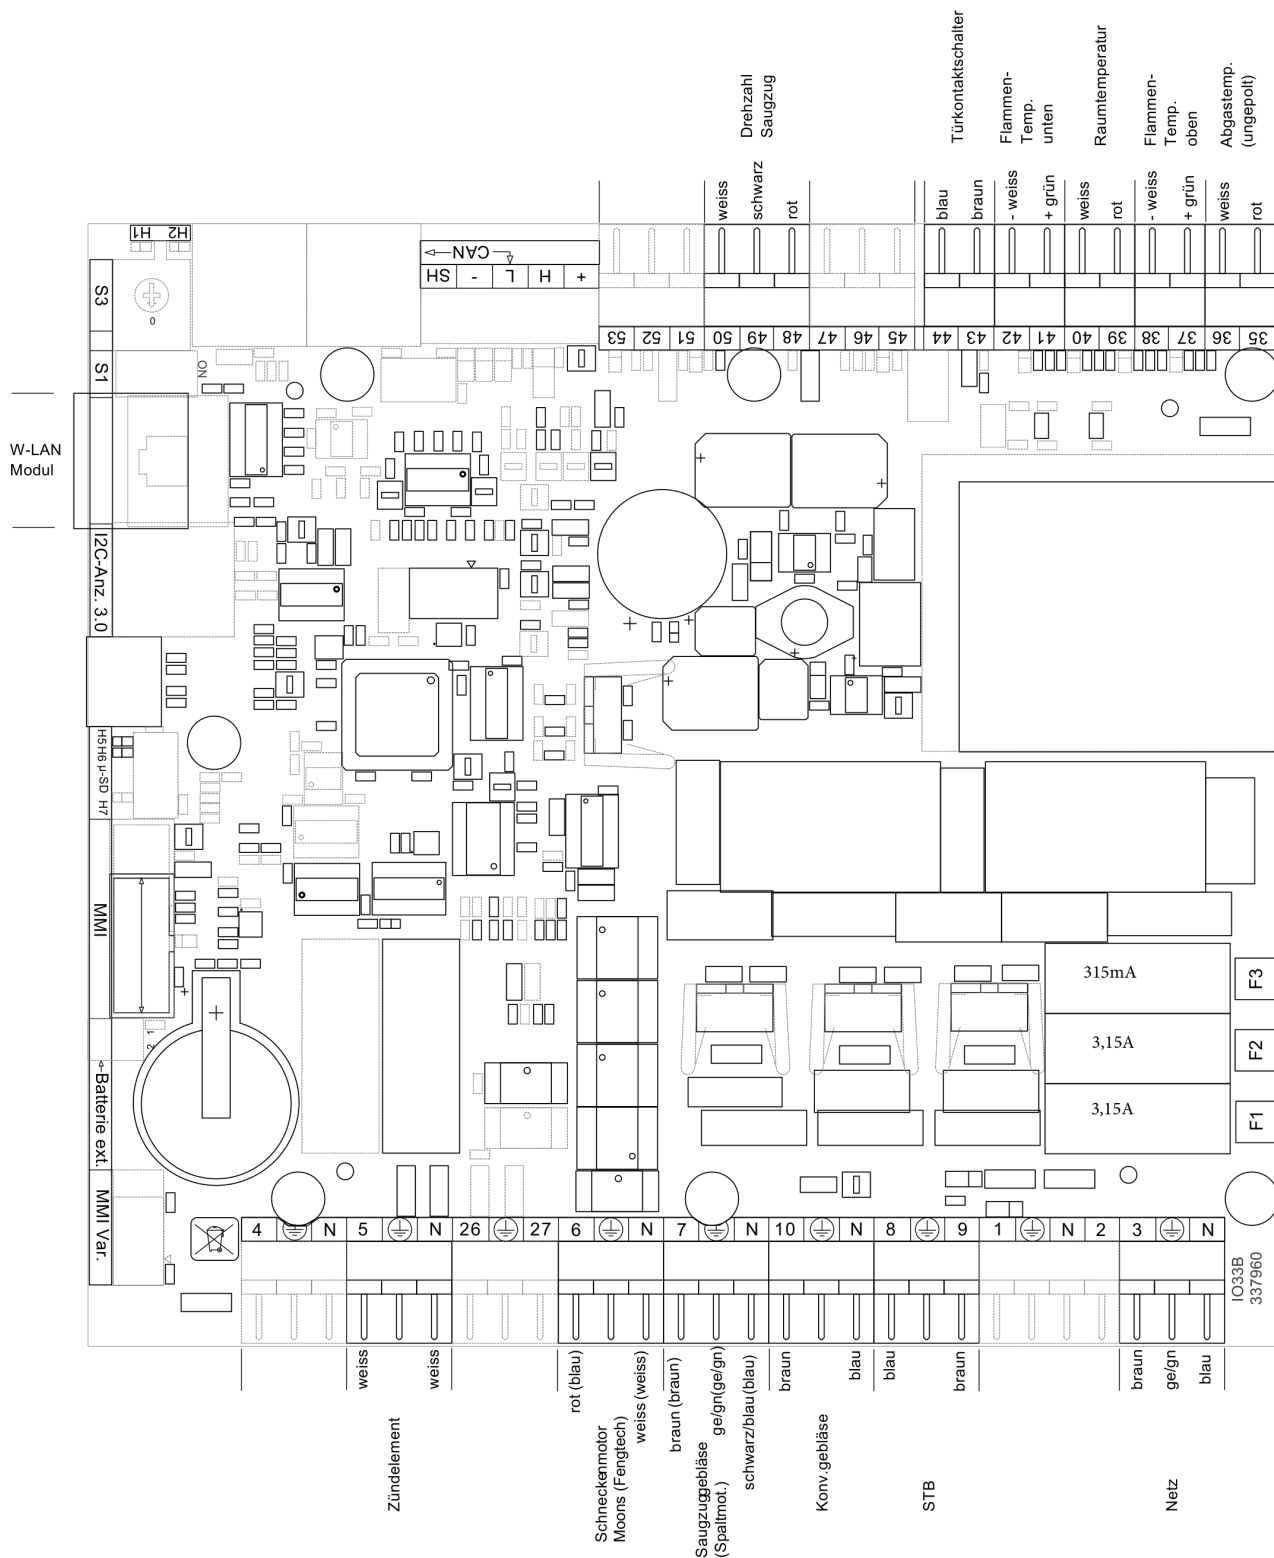 Drehzahl
Saugzug
Türkontaktschalter
Flammen-
Temp.
unten
Raumtemperatur
Flammen-
Temp.
oben
Abgastemp.
(ungepolt)
weiss
schwarz
rot
blau
braun
- weiss
+ grün
weiss
rot
- weiss
+ grün
weiss
rot
H1 H2
CAN
SH - L H +
53 52 51 50 49 48 47 46 45 44 43 42 41 40 39 38 37 36 35
S3
0
S1
ON
W-LAN
Modul
I2C-Anz. 3.0
H5H6 µ-SD H7
MMI
2 1
Batterie ext.
MMI Var.
315mA
F3
3,15A
F2
3,15A
F1
4 N 5 N 26 27 6 N 7 N 10 N 8 9 1 N 2 3 N
IO33B
337960
weiss
weiss
rot (blau)
weiss (weiss)
braun (braun)
ge/gn(ge/gn)
schwarz/blau(blau)
braun
blau
blau
braun
braun
ge/gn
blau
Zündelement
Schneckenmotor
Moons (Fengtech)
Saugzuggebläse
(Spaltmot.)
Konv.gebläse
STB
Netz